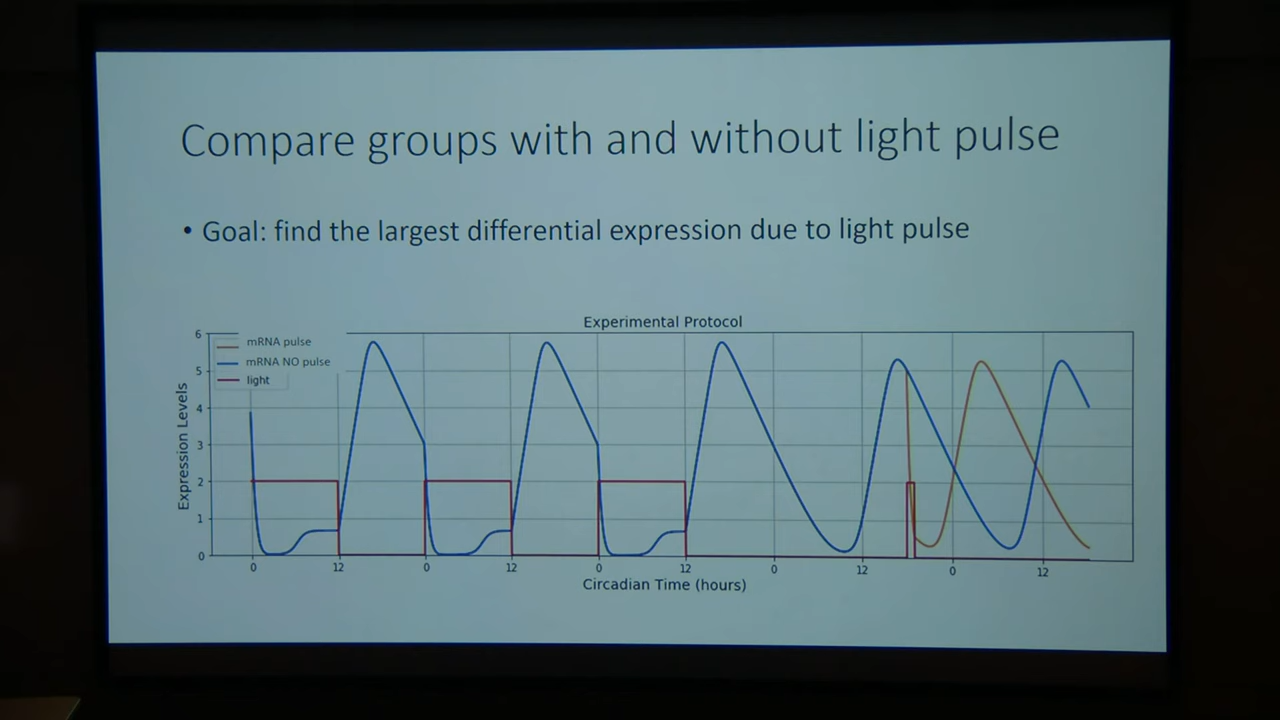 Compare groups with and without light pulse
• Goal: find the largest differential expression due to light pulse
Experimental Protocol
mRNA pulse
mRNA NO pulse
light
Expression Levels
6
5
4
3
2
1
0
0 12 0 12 0 12 0 12 0 12
Circadian Time (hours)